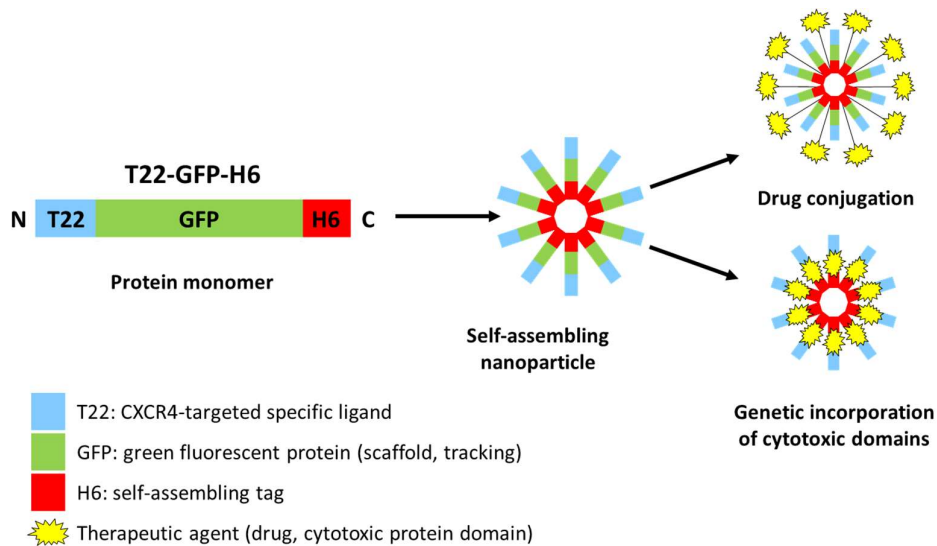 T22-GFP-H6
N T22 GFP H6 C
Protein monomer
Self-assembling
nanoparticle
Drug conjugation
Genetic incorporation
of cytotoxic domains
T22: CXCR4-targeted specific ligand
GFP: green fluorescent protein (scaffold, tracking)
H6: self-assembling tag
Therapeutic agent (drug, cytotoxic protein domain)